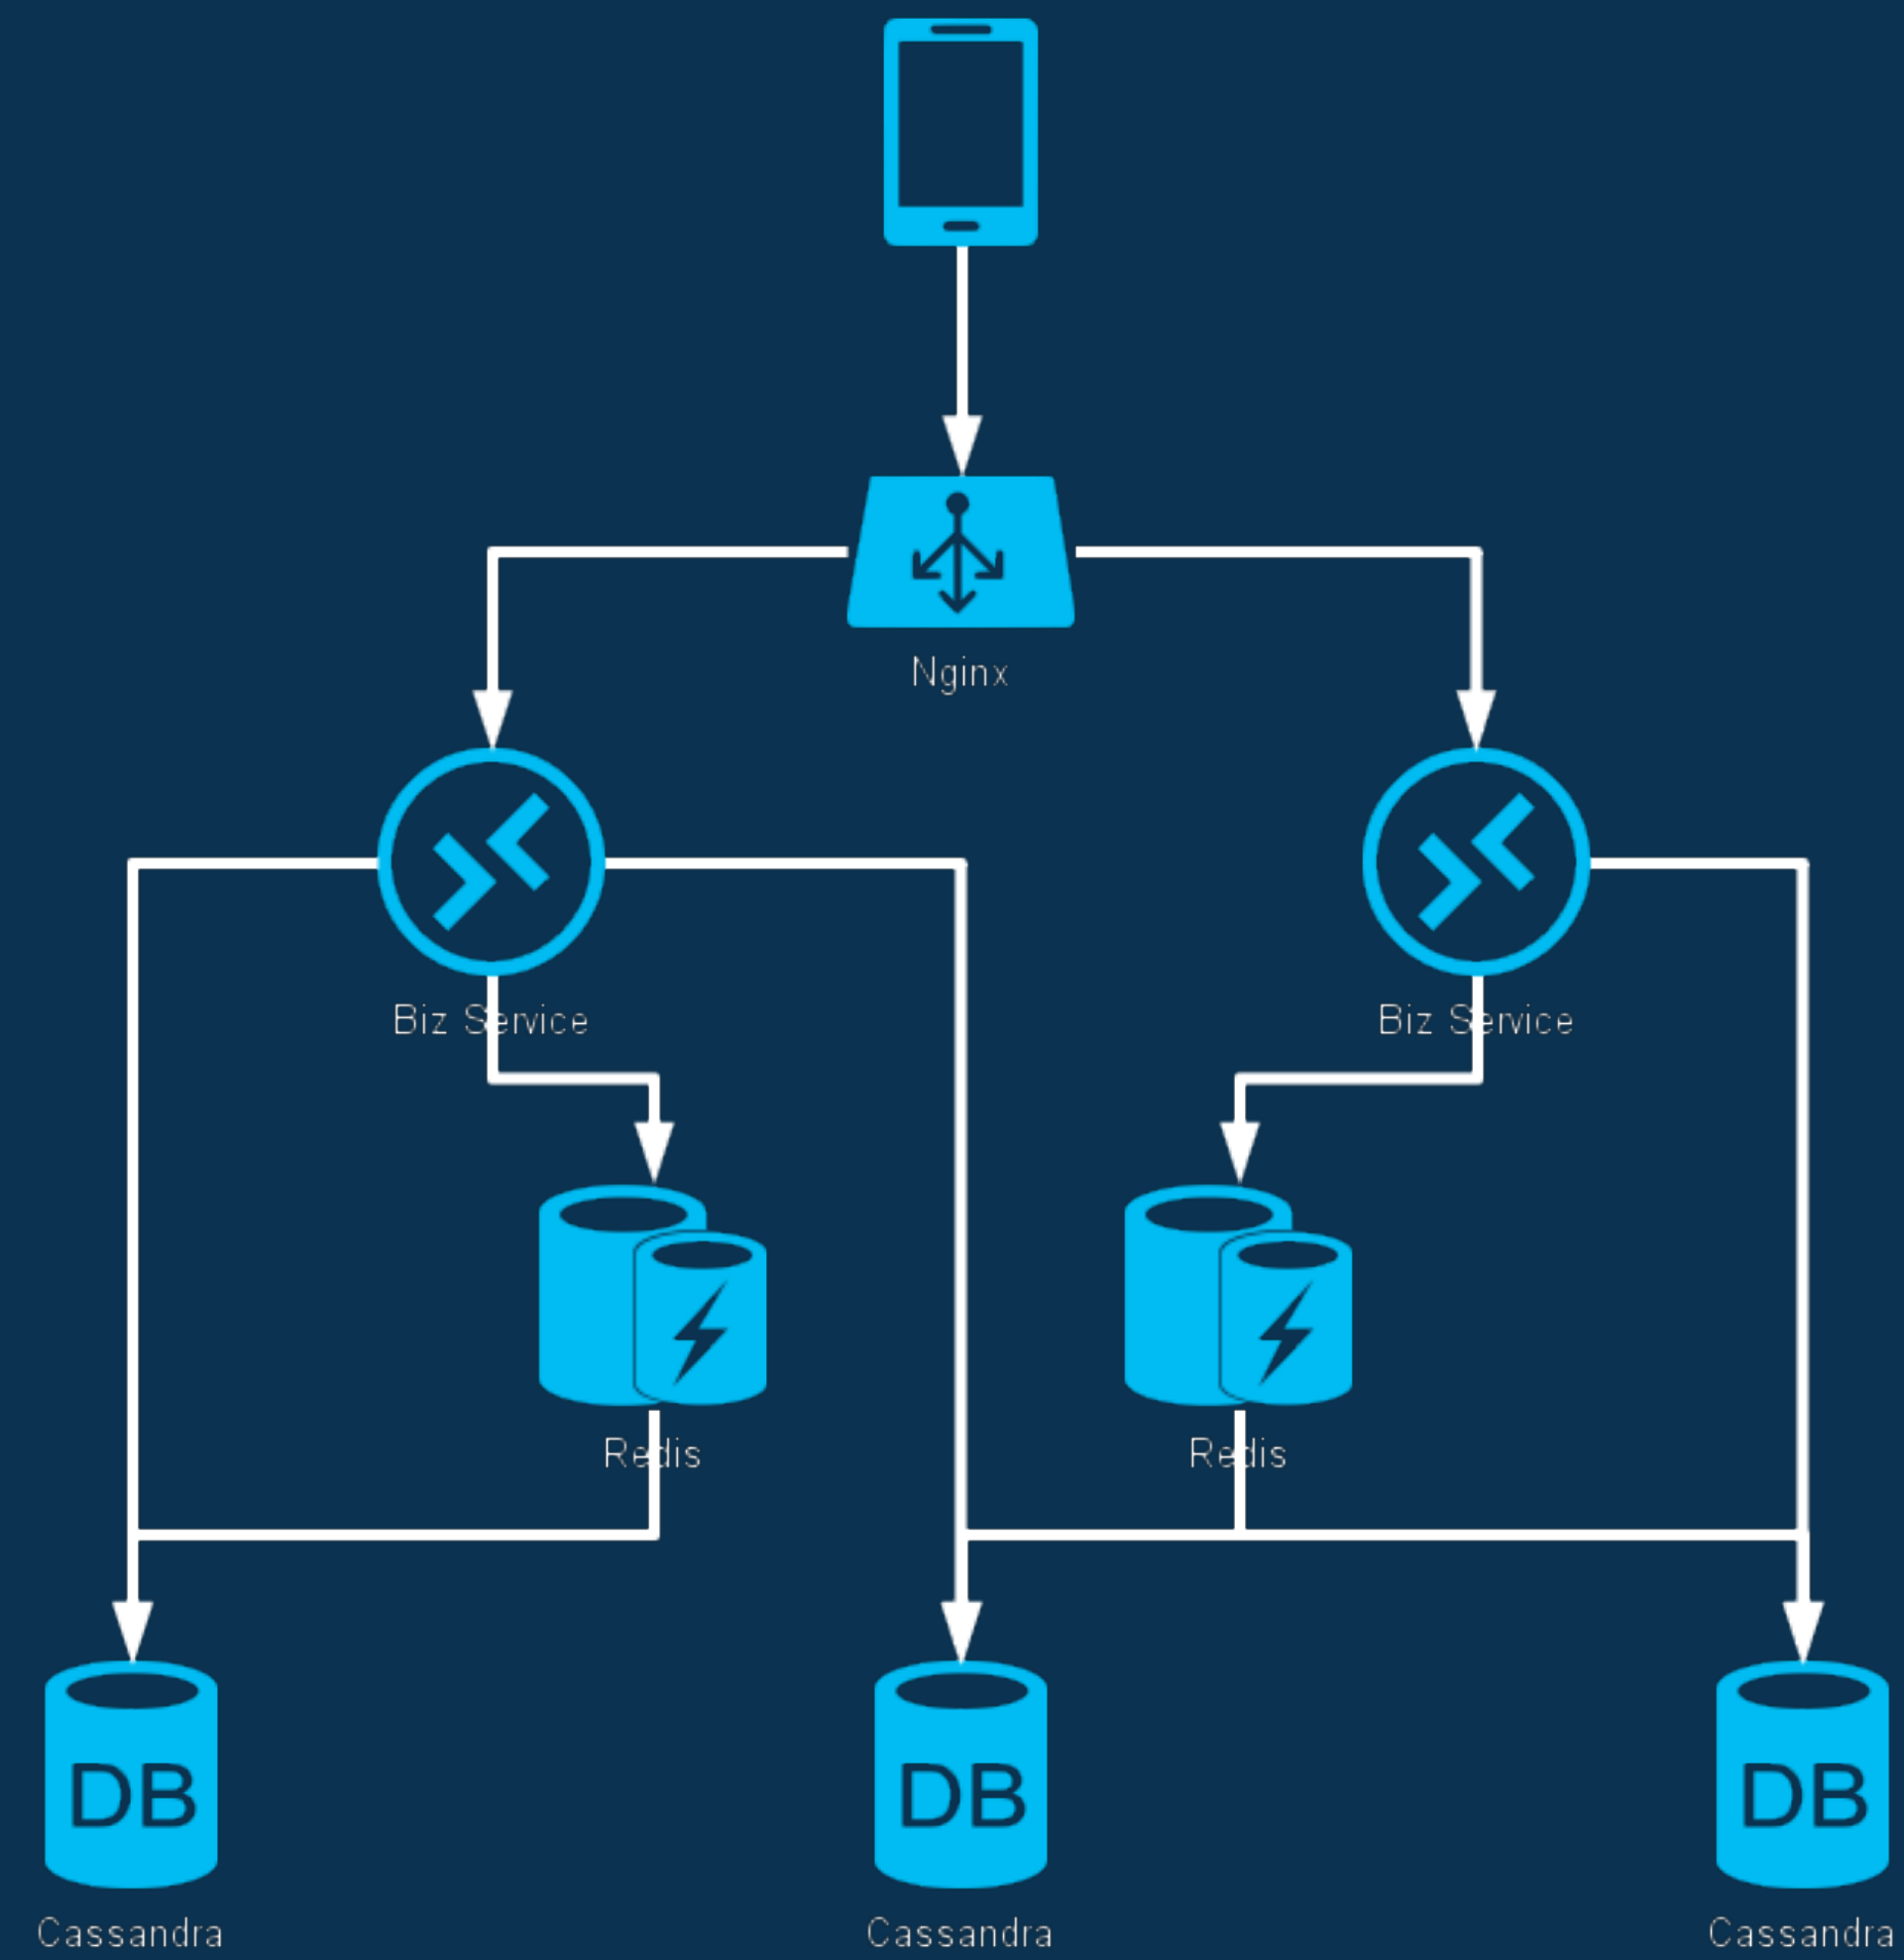 Nginx
Biz Service
Biz Service
Redis
Redis
DB
DB
DB
Cassandra
Cassandra
Cassandra